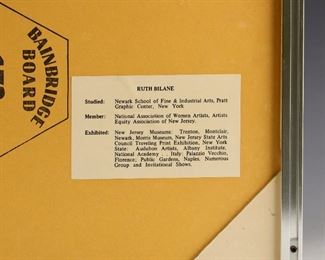 BAINBRIDGE
BOARD
RUTH BILANE
Studied: Newark School of Fine & Industrial Arts, Pratt
Graphic Center, New York
Member: National Association of Women Artists, Artists
Equity Association of New Jersey.
Exhibited: New Jersey Museums: Trenton, Montclair,
Newark, Morris Museum, New Jersey State Arts
Council Traveling Print Exhibition, New York
State: Audubon Artists, Albany Institute,
National Academy. Italy: Palazzo Vecchio,
Florence; Public Gardens, Naples. Numerous
Group and Invitational Shows.